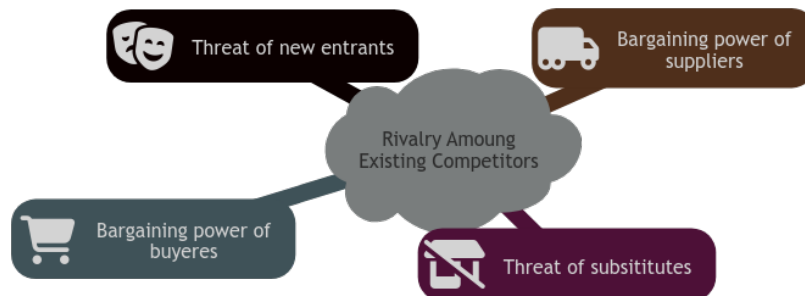 Threat of new entrants
Bargaining power of
suppliers
Rivalry Amoung
Existing Competitors
Bargaining power of
buyeres
Threat of subsititutes